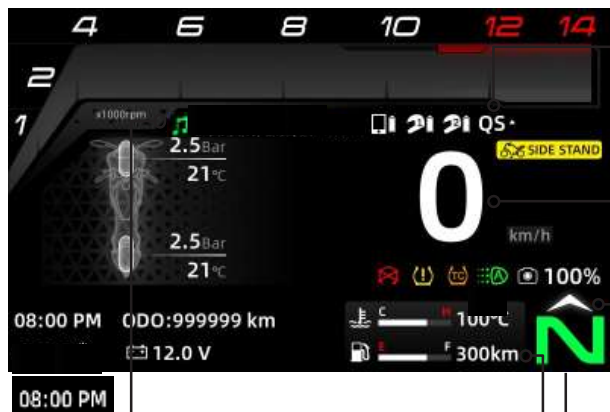 4 6 8 10 12 14
2
1
x1000rpm
QS
2.5Bar
21°C
SIDE STAND
0
km/h
2.5Bar
21°C
TC A 100%
08:00 PM ODO:999999 km
C H 100°C
12.0 V
E F 300km
N
08:00 PM